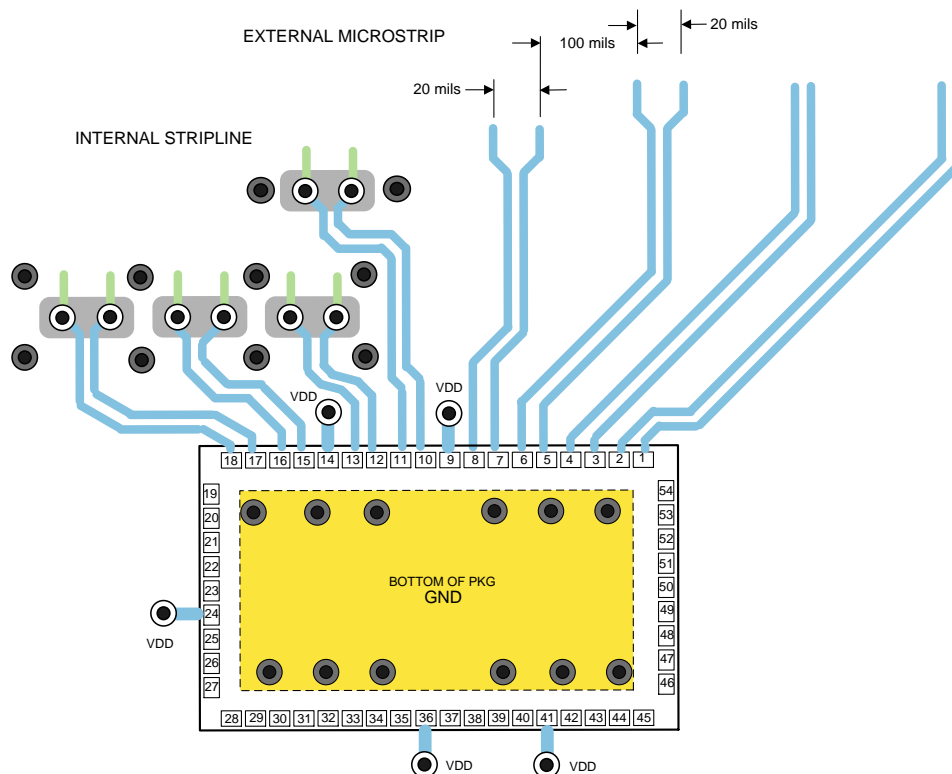 EXTERNAL MICROSTRIP
20 mils
100 mils
20 mils
INTERNAL STRIPLINE
VDD
VDD
18 17 16 15 14 13 12 11 10 9 8 7 6 5 4 3 2 1
19
20
21
22
23
24
25
26
27
54
53
52
51
50
49
48
47
46
BOTTOM OF PKG
GND
VDD
28 29 30 31 32 33 34 35 36 37 38 39 40 41 42 43 44 45
VDD
VDD